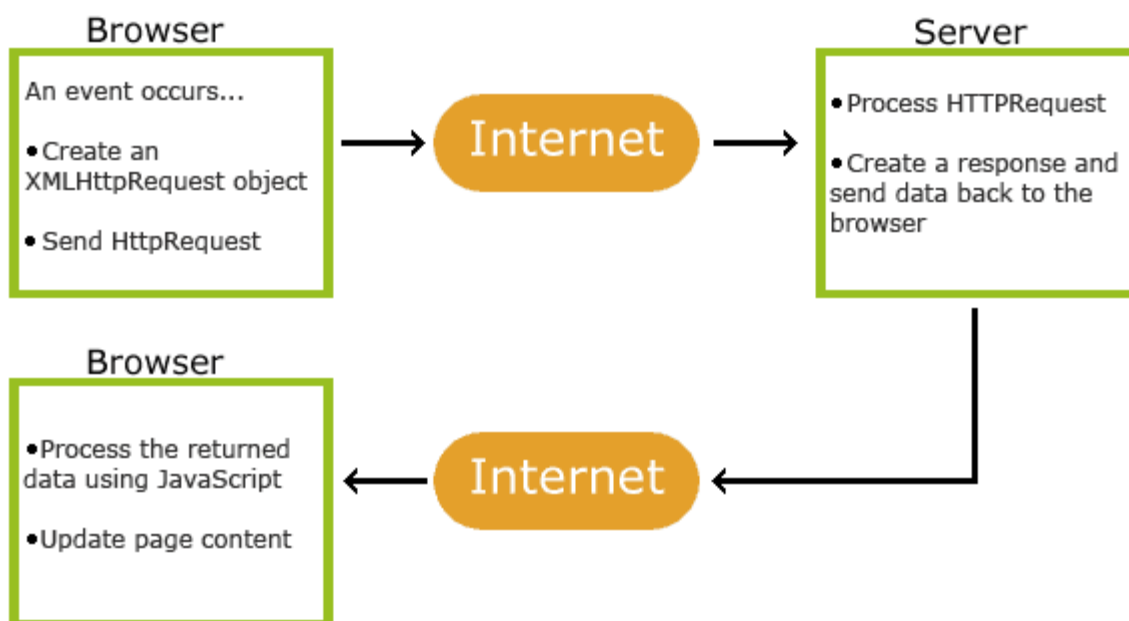 Browser
An event occurs...
•Create an
XMLHttpRequest object
• Send HttpRequest
Internet
Server
•Process HTTPRequest
•Create a response and
send data back to the
browser
Browser
•Process the returned
data using JavaScript
•Update page content
Internet